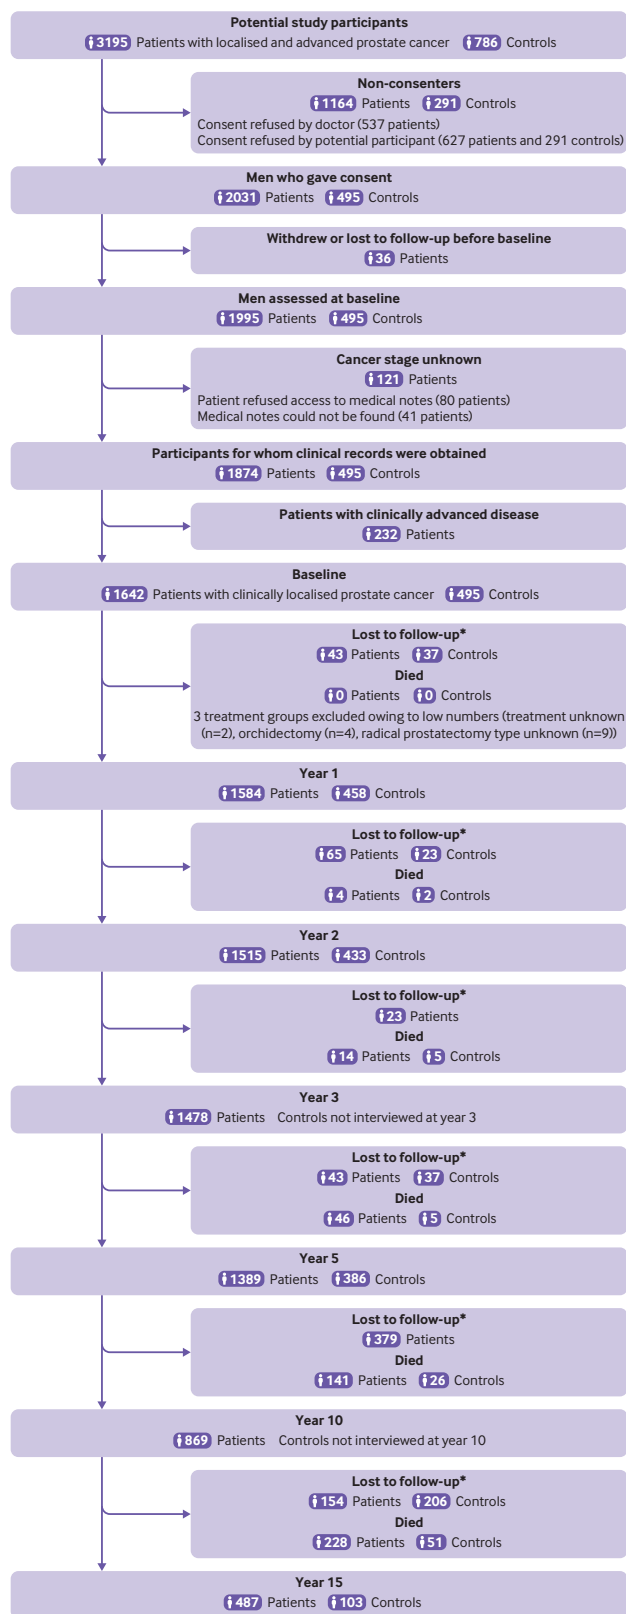 Potential study participants
3195 Patients with localised and advanced prostate cancer 786 Controls
Non-consenters
1164 Patients 291 Controls
Consent refused by doctor (537 patients)
Consent refused by potential participant (627 patients and 291 controls)
Men who gave consent
2031 Patients 495 Controls
Withdrew or lost to follow-up before baseline
36 Patients
Men assessed at baseline
1995 Patients 495 Controls
Cancer stage unknown
121 Patients
Patient refused access to medical notes (80 patients)
Medical notes could not be found (41 patients)
Participants for whom clinical records were obtained
1874 Patients 495 Controls
Patients with clinically advanced disease
232 Patients
Baseline
1642 Patients with clinically localised prostate cancer 495 Controls
Lost to follow-up*
43 Patients 37 Controls
Died
0 Patients 0 Controls
3 treatment groups excluded owing to low numbers (treatment unknown
(n=2), orchidectomy (n=4), radical prostatectomy type unknown (n=9))
Year 1
1584 Patients 458 Controls
Lost to follow-up*
65 Patients 23 Controls
Died
4 Patients 2 Controls
Year 2
1515 Patients 433 Controls
Lost to follow-up*
23 Patients
Died
14 Patients 5 Controls
Year 3
1478 Patients Controls not interviewed at year 3
Lost to follow-up*
43 Patients 37 Controls
Died
46 Patients 5 Controls
Year 5
1389 Patients 386 Controls
Lost to follow-up*
379 Patients
Died
141 Patients 26 Controls
Year 10
869 Patients Controls not interviewed at year 10
Lost to follow-up*
154 Patients 206 Controls
Died
228 Patients 51 Controls
Year 15
487 Patients 103 Controls